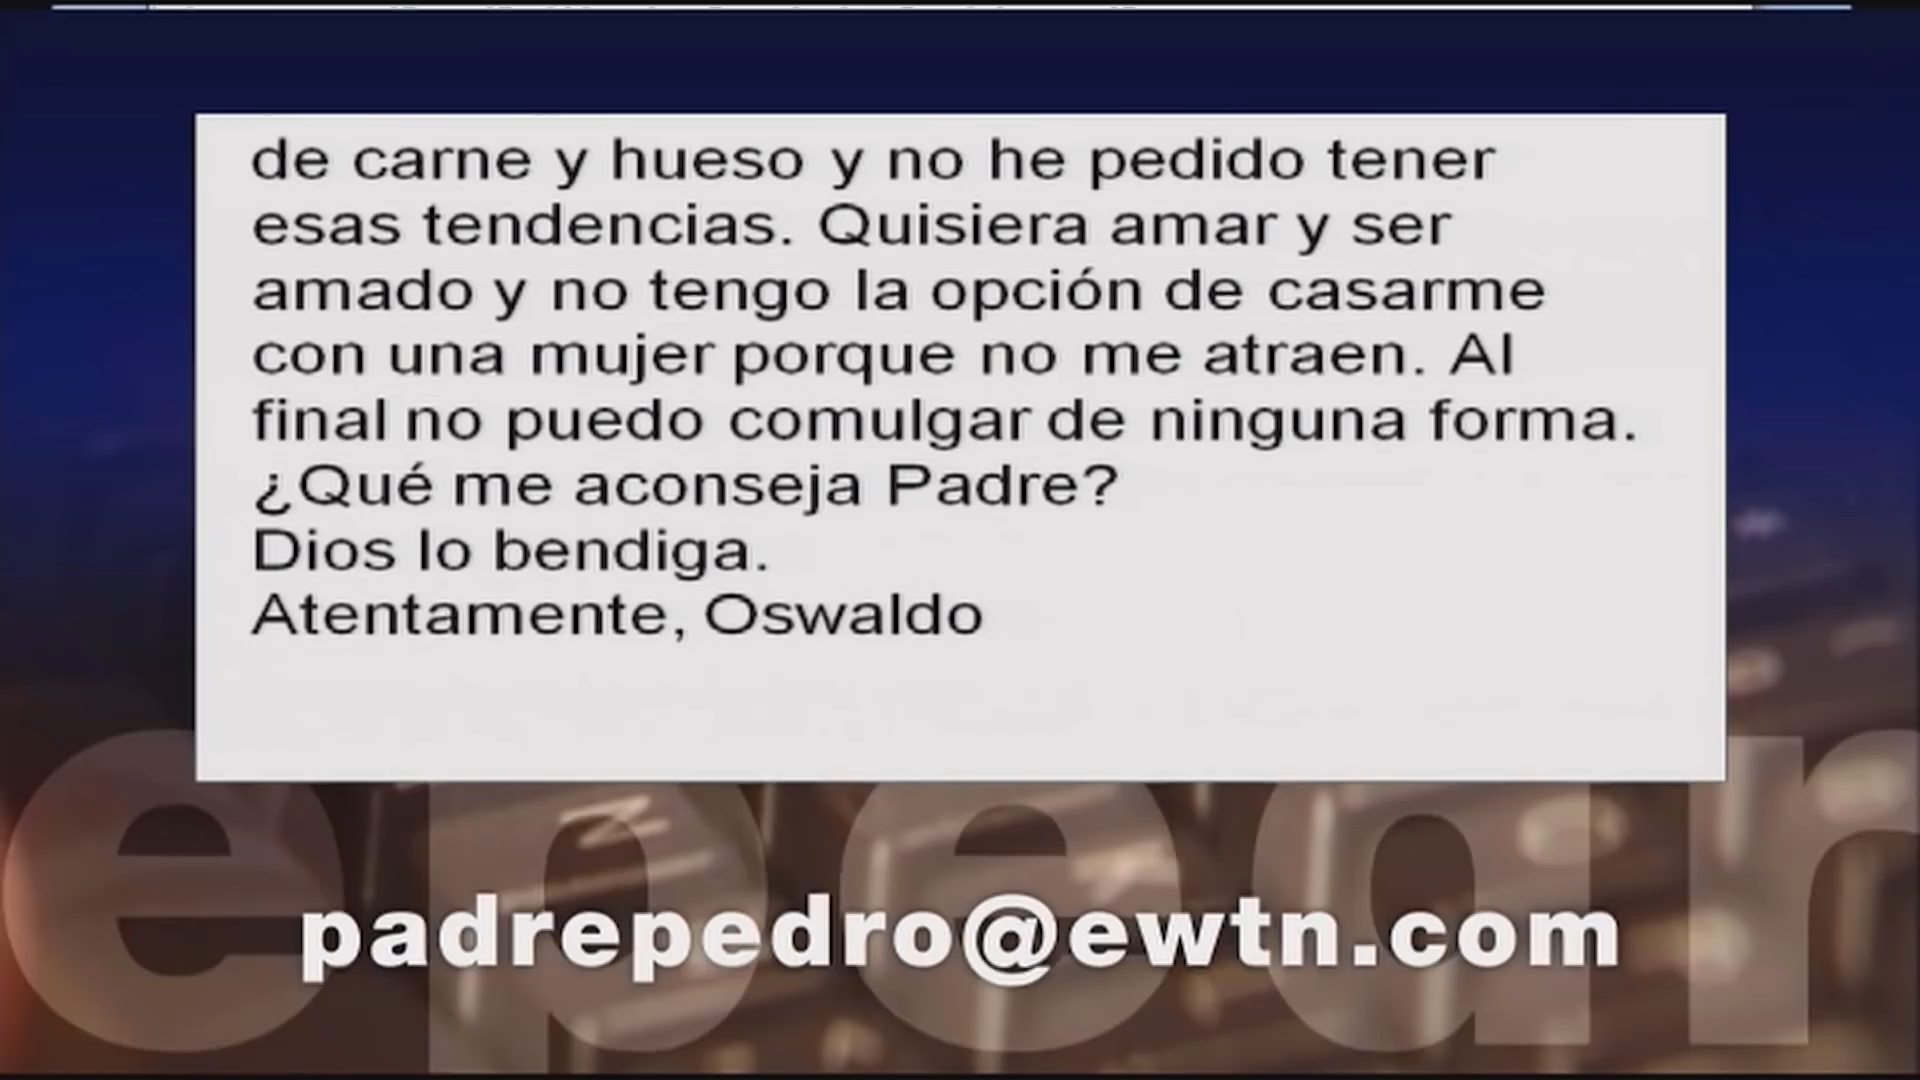 de carne y hueso y no he pedido tener
esas tendencias. Quisiera amar y ser
amado y no tengo la opción de casarme
con una mujer porque no me atraen. Al
final no puedo comulgar de ninguna forma.
¿Qué me aconseja Padre?
Dios lo bendiga.
Atentamente, Oswaldo
epedr
padrepedro@ewtn.com